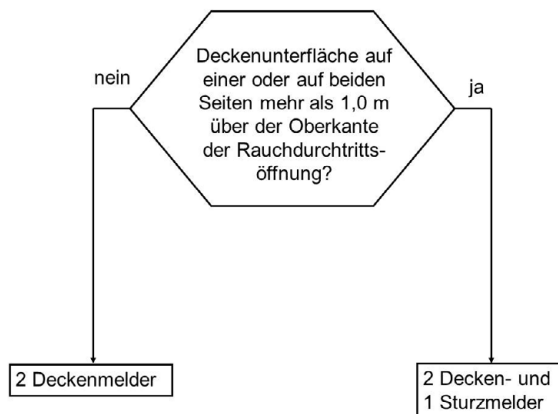 Deckenunterfläche auf
einer oder auf beiden
Seiten mehr als 1,0 m
über der Oberkante
der Rauchdurchtritts-
öffnung?
nein
ja
2 Deckenmelder
2 Decken- und
1 Sturzmelder